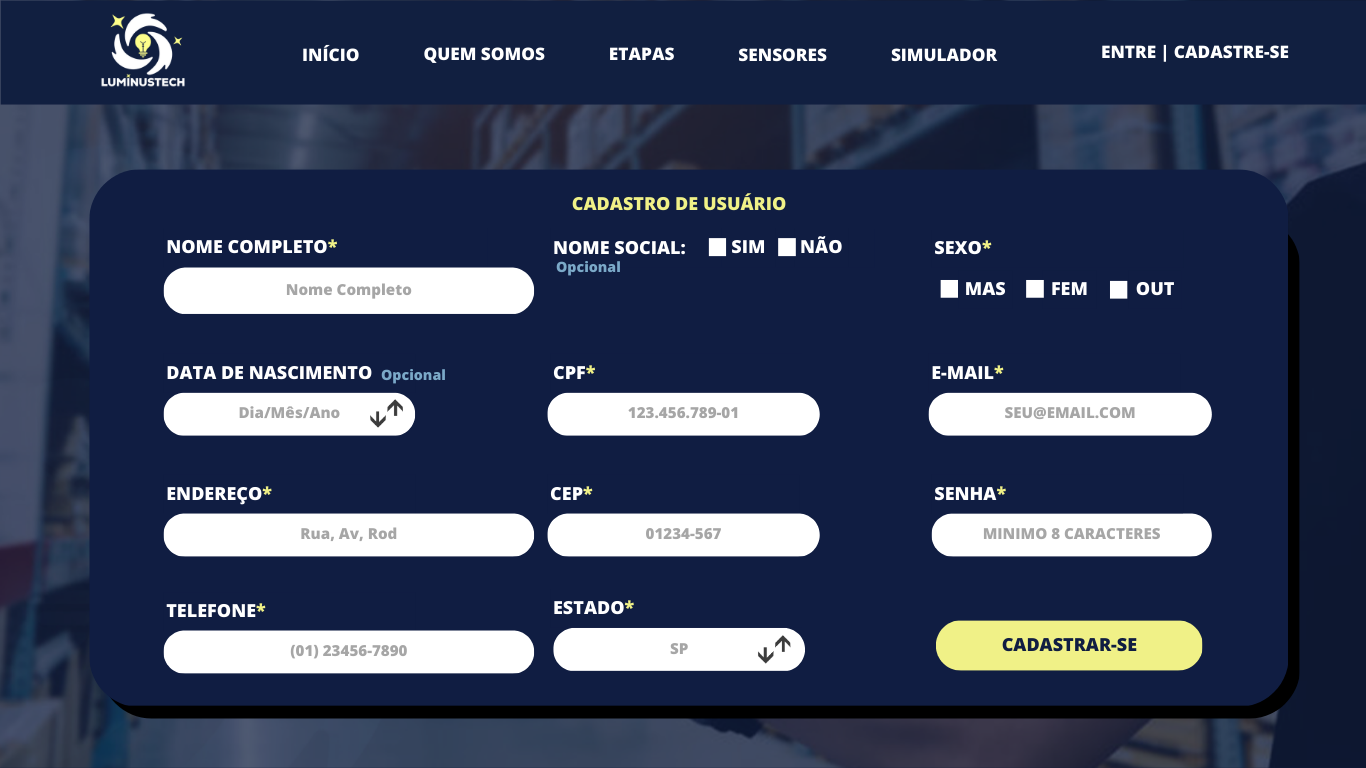 LUMINUSTECH
INÍCIO
QUEM SOMOS
ETAPAS
SENSORES
SIMULADOR
ENTRE | CADASTRE-SE
CADASTRO DE USUÁRIO
NOME COMPLETO*
Nome Completo
NOME SOCIAL: SIM NÃO
Opcional
SEXO*
MAS FEM OUT
DATA DE NASCIMENTO Opcional
Dia/Mês/Ano
CPF*
123.456.789-01
E-MAIL*
SEU@EMAIL.COM
ENDEREÇO*
Rua, Av, Rod
CEP*
01234-567
SENHA*
MINIMO 8 CARACTERES
TELEFONE*
(01) 23456-7890
ESTADO*
SP
CADASTRAR-SE